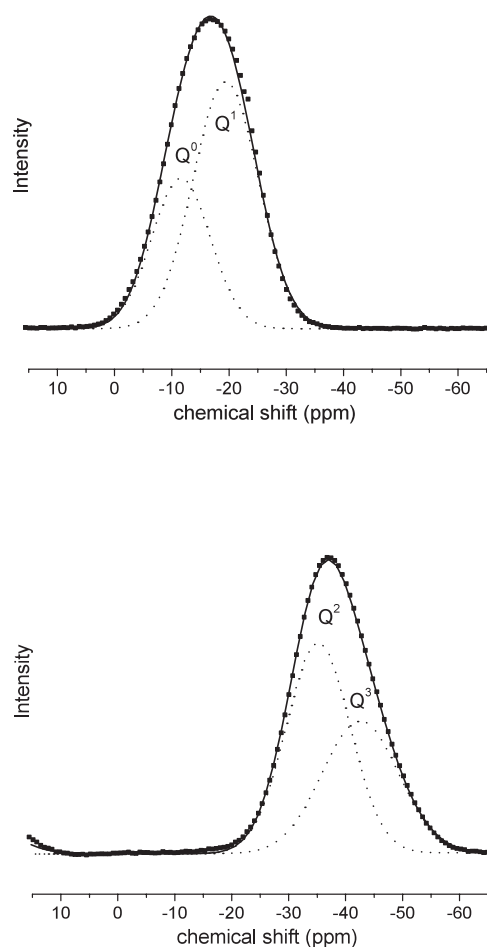 Intensity
Q⁰
Q¹
10 0 -10 -20 -30 -40 -50 -60
chemical shift (ppm)
Intensity
Q²
Q³
10 0 -10 -20 -30 -40 -50 -60
chemical shift (ppm)